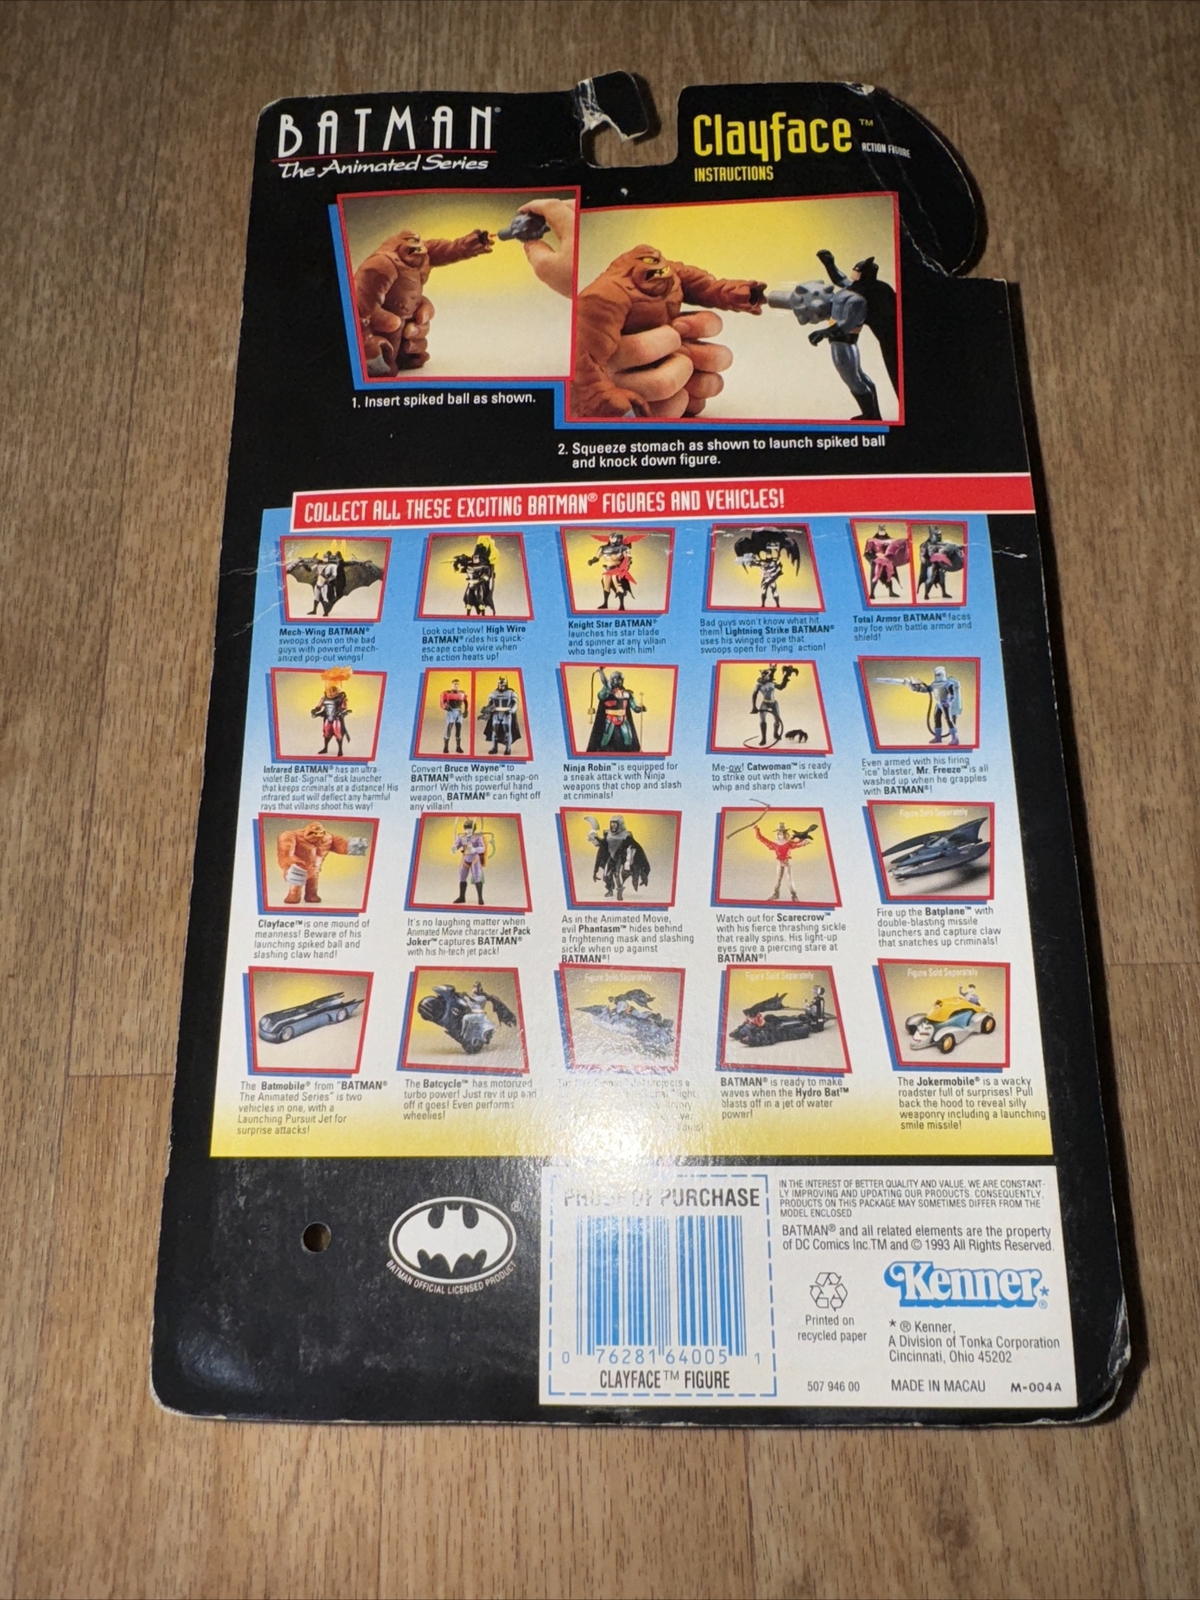 BATMAN®
The Animated Series
Clayface™
ACTION FIGURE
INSTRUCTIONS
1. Insert spiked ball as shown.
2. Squeeze stomach as shown to launch spiked ball
and knock down figure.
COLLECT ALL THESE EXCITING BATMAN® FIGURES AND VEHICLES!
Mech-Wing BATMAN®
swoops down on the bad
guys with powerful mech-
anized pop-out wings!
Look out below! High Wire
BATMAN® rides his quick-
escape cable wire when
the action heats up!
Knight Star BATMAN®
launches his star blade
and spinner at any villain
who tangles with him!
Bad guys won't know what hit
them! Lightning Strike BATMAN®
uses his winged cape that
swoops open for "flying" action!
Total Armor BATMAN® faces
any foe with battle armor and
shield!
Infrared BATMAN® has an ultra-
violet Bat-Signal™ disk launcher
that keeps criminals at a distance! His
infrared suit will deflect any harmful
rays that villains shoot his way!
Convert Bruce Wayne™ to
BATMAN® with special snap-on
armor! With his powerful hand
weapon, BATMAN® can fight off
any villain!
Ninja Robin™ is equipped for
a sneak attack with Ninja
weapons that chop and slash
at criminals!
Me-ow! Catwoman™ is ready
to strike out with her wicked
whip and sharp claws!
Even armed with his firing
"ice" blaster, Mr. Freeze™ is all
washed up when he grapples
with BATMAN®!
Clayface™ is one mound of
meanness! Beware of his
launching spiked ball and
slashing claw hand!
It's no laughing matter when
Animated Movie character Jet Pack
Joker™ captures BATMAN®
with his hi-tech jet pack!
As in the Animated Movie,
evil Phantasm™ hides behind
a frightening mask and slashing
sickle when up against
BATMAN®!
Watch out for Scarecrow™
with his fierce thrashing sickle
that really spins. His light-up
eyes give a piercing stare at
BATMAN®!
Figure Sold Separately
Fire up the Batplane™ with
double-blasting missile
launchers and capture claw
that snatches up criminals!
The Batmobile® from "BATMAN®
The Animated Series" is two
vehicles in one, with a
Launching Pursuit Jet for
surprise attacks!
The Batcycle™ has motorized
turbo power! Just rev it up and
off it goes! Even performs
wheelies!
Figure Sold Separately
Figure Sold Separately
BATMAN® is ready to make
waves when the Hydro Bat™
blasts off in a jet of water
power!
Figure Sold Separately
The Jokermobile® is a wacky
roadster full of surprises! Pull
back the hood to reveal silly
weaponry including a launching
smile missile!
®
BATMAN OFFICIAL LICENSED PRODUCT
PROOF OF PURCHASE
0 76281 64005 1
CLAYFACE™ FIGURE
IN THE INTEREST OF BETTER QUALITY AND VALUE, WE ARE CONSTANT-
LY IMPROVING AND UPDATING OUR PRODUCTS. CONSEQUENTLY,
PRODUCTS ON THIS PACKAGE MAY SOMETIMES DIFFER FROM THE
MODEL ENCLOSED
BATMAN® and all related elements are the property
of DC Comics Inc.TM and © 1993 All Rights Reserved.
Kenner*®
Printed on
recycled paper
* ® Kenner,
A Division of Tonka Corporation
Cincinnati, Ohio 45202
507 946 00
MADE IN MACAU
M-004A